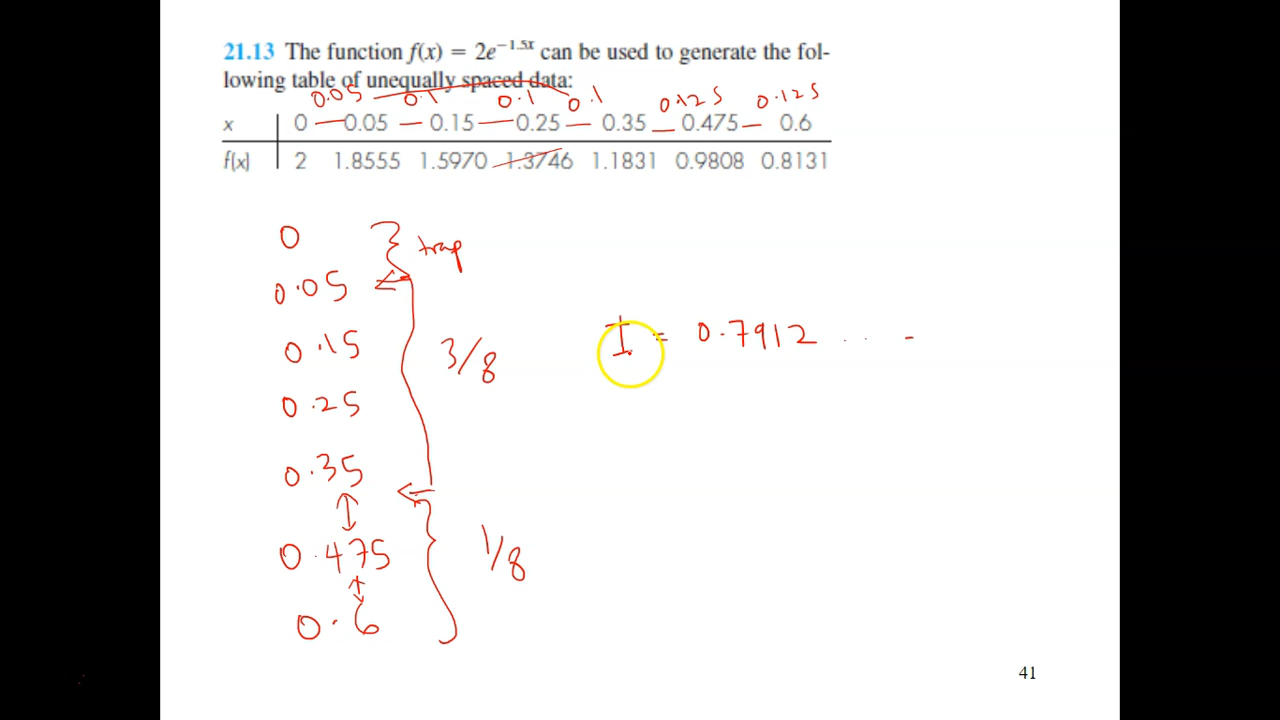 21.13 The function f(x) = 2e^−1.5x can be used to generate the fol-
lowing table of unequally spaced data:
0.05 0.1 0.1 0.1 0.125 0.125
x 0 0.05 0.15 0.25 0.35 0.475 0.6
f(x) 2 1.8555 1.5970 1.3746 1.1831 0.9808 0.8131
0
trap
0.05
0.15
I = 0.7912 ...
3/8
0.25
0.35
0.475
1/8
0.6
41